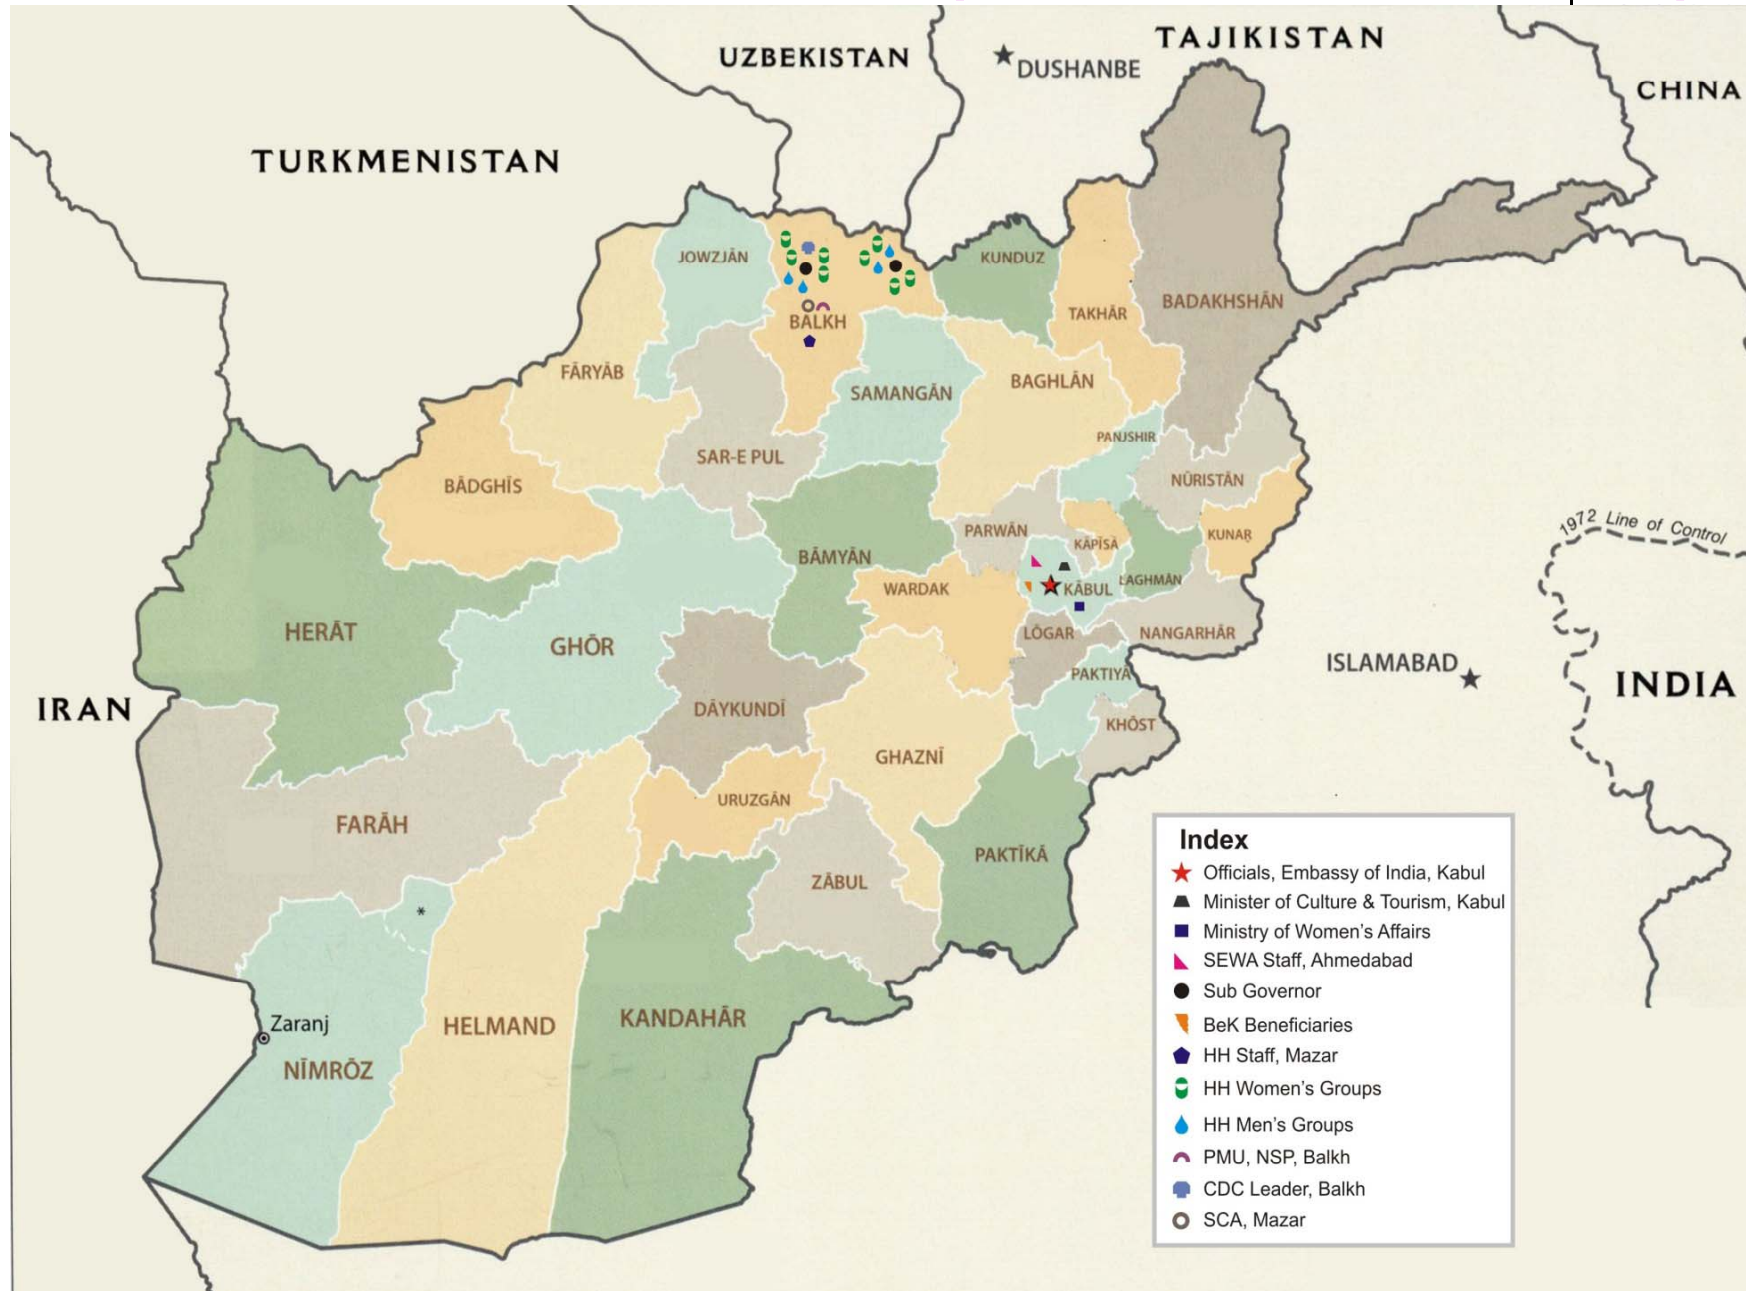 UZBEKISTAN
TAJIKISTAN
DUSHANBE
CHINA
TURKMENISTAN
JOWZJĀN
KUNDUZ
BADAKHSHĀN
TAKHĀR
BALKH
FĀRYĀB
BAGHLĀN
SAMANGĀN
PANJSHIR
SAR-E PUL
NŪRISTĀN
BĀDGHĪS
1972 Line of Control
PARWĀN
KUNAR
KĀPĪSĀ
BĀMYĀN
LAGHMĀN
WARDAK
KĀBUL
HERĀT
LŌGAR
NANGARHĀR
GHŌR
ISLAMABAD
PAKTIYĀ
INDIA
IRAN
DĀYKUNDĪ
KHŌST
GHAZNĪ
URUZGĀN
FARĀH
PAKTĪKĀ
ZĀBUL
*
KANDAHĀR
Zaranj
HELMAND
NĪMRŌZ
Index
Officials, Embassy of India, Kabul
Minister of Culture & Tourism, Kabul
Ministry of Women's Affairs
SEWA Staff, Ahmedabad
Sub Governor
BeK Beneficiaries
HH Staff, Mazar
HH Women's Groups
HH Men's Groups
PMU, NSP, Balkh
CDC Leader, Balkh
SCA, Mazar